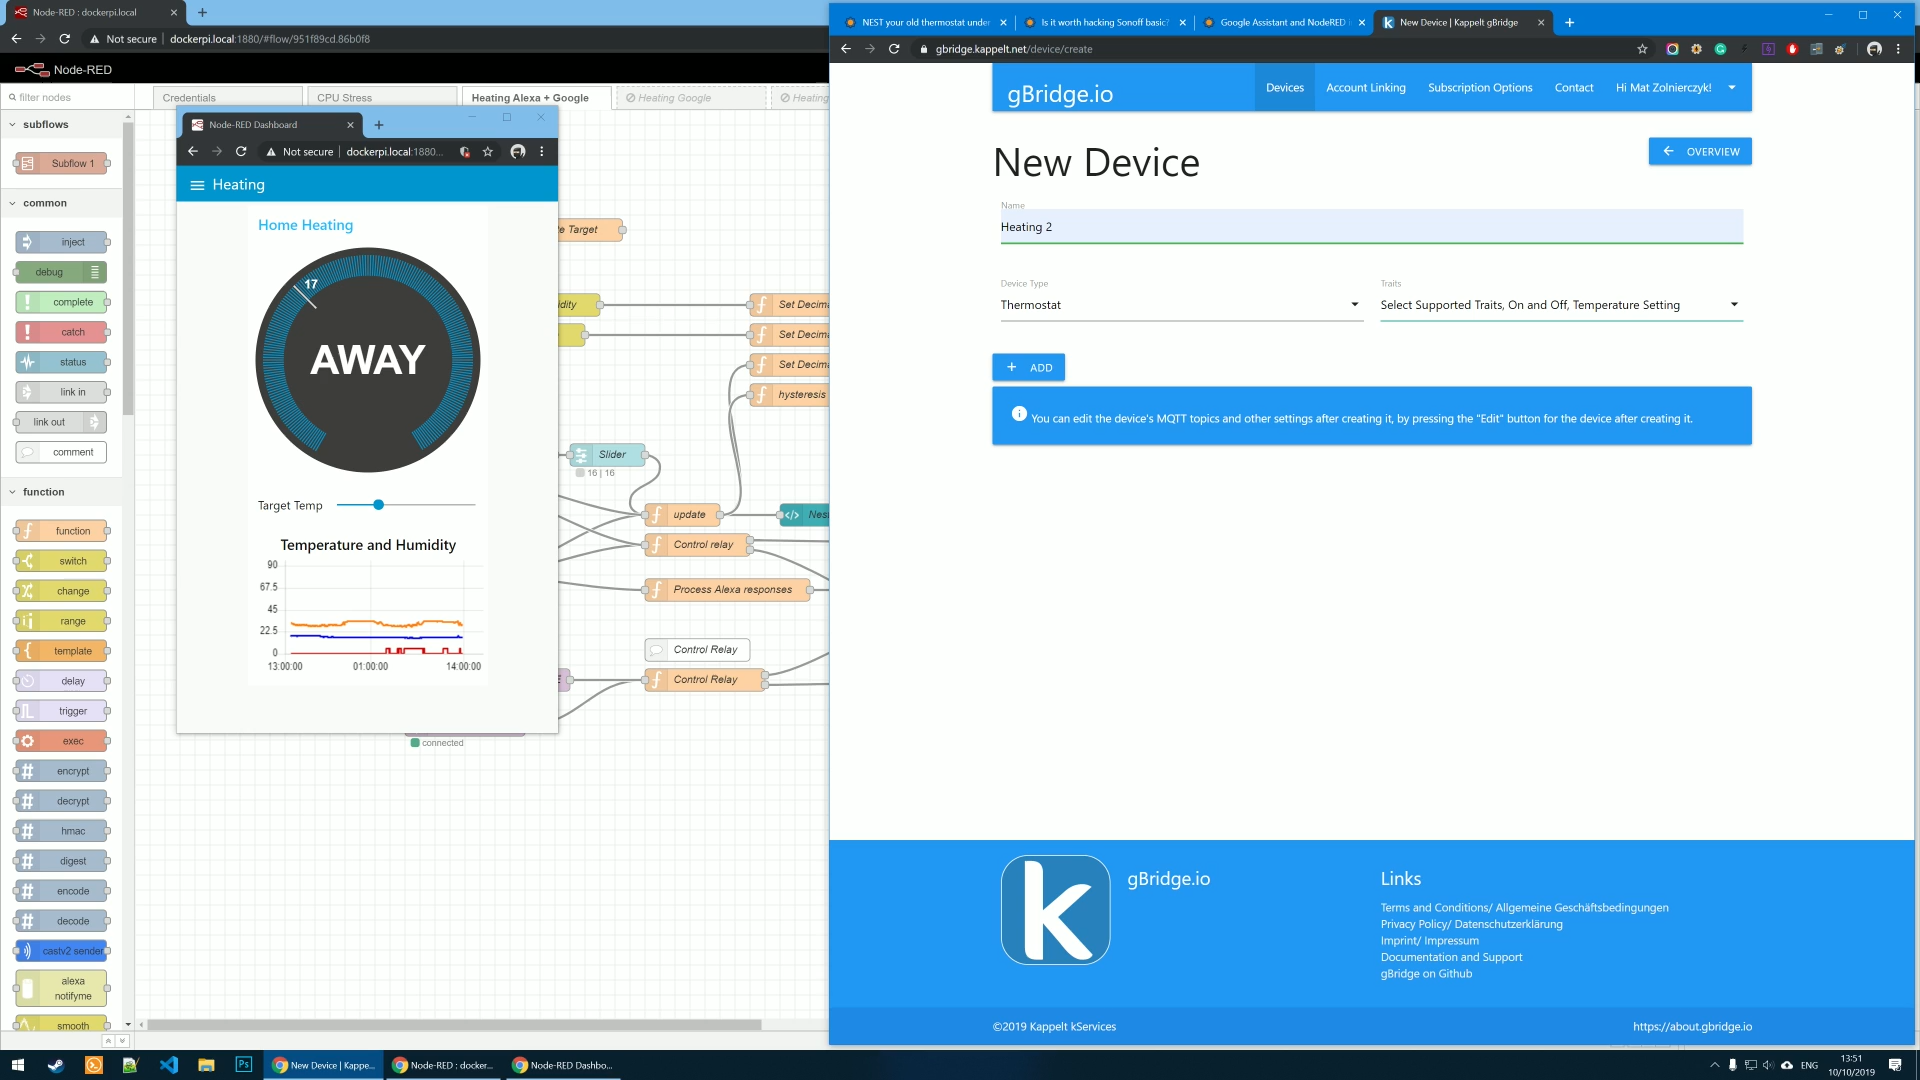 Node-RED : dockerpi.local
Not secure
dockerpi.local:1880/#flow/951f89cd.86b0f8
Node-RED
filter nodes
subflows
Subflow 1
common
inject
debug
complete
catch
status
link in
link out
comment
function
function
switch
change
range
template
delay
trigger
exec
encrypt
decrypt
hmac
digest
encode
decode
castv2 sender
alexa
notifyme
smooth
Credentials
CPU Stress
Heating Alexa + Google
Heating Google
Heating
Node-RED Dashboard
Not secure
dockerpi.local:1880...
Heating
Home Heating
17
AWAY
Target Temp
Temperature and Humidity
90
67.5
45
22.5
0
13:00:00
01:00:00
14:00:00
connected
Target
Set Decim
Set Decim
Set Decim
hysteresis
Slider
16 | 16
update
Control relay
Process Alexa responses
Control Relay
Control Relay
NEST your old thermostat under
Is it worth hacking Sonoff basic?
Google Assistant and NodeRED
New Device | Kappelt gBridge
gbridge.kappelt.net/device/create
gBridge.io
Devices
Account Linking
Subscription Options
Contact
Hi Mat Zolnierczyk!
New Device
OVERVIEW
Name
Heating 2
Device Type
Thermostat
Traits
Select Supported Traits, On and Off, Temperature Setting
ADD
You can edit the device's MQTT topics and other settings after creating it, by pressing the "Edit" button for the device after creating it.
k
gBridge.io
Links
Terms and Conditions/ Allgemeine Geschäftsbedingungen
Privacy Policy/ Datenschutzerklärung
Imprint/ Impressum
Documentation and Support
gBridge on Github
©2019 Kappelt kServices
https://about.gbridge.io
New Device | Kappe...
Node-RED : docker...
Node-RED Dashbo...
ENG
13:51
10/10/2019